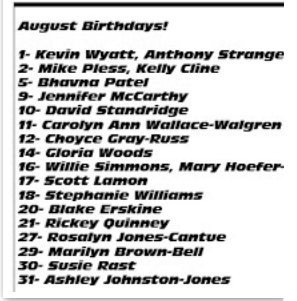 August Birthdays!
1- Kevin Wyatt, Anthony Strange
2- Mike Pless, Kelly Cline
5- Bhavna Patel
9- Jennifer McCarthy
10- David Standridge
11- Carolyn Ann Wallace-Walgren
12- Choyce Gray-Russ
14- Gloria Woods
16- Willie Simmons, Mary Hoefer-
17- Scott Lamon
18- Stephanie Williams
20- Blake Erskine
21- Rickey Quinney
27- Rosalyn Jones-Cantue
29- Marilyn Brown-Bell
30- Susie Rast
31- Ashley Johnston-Jones